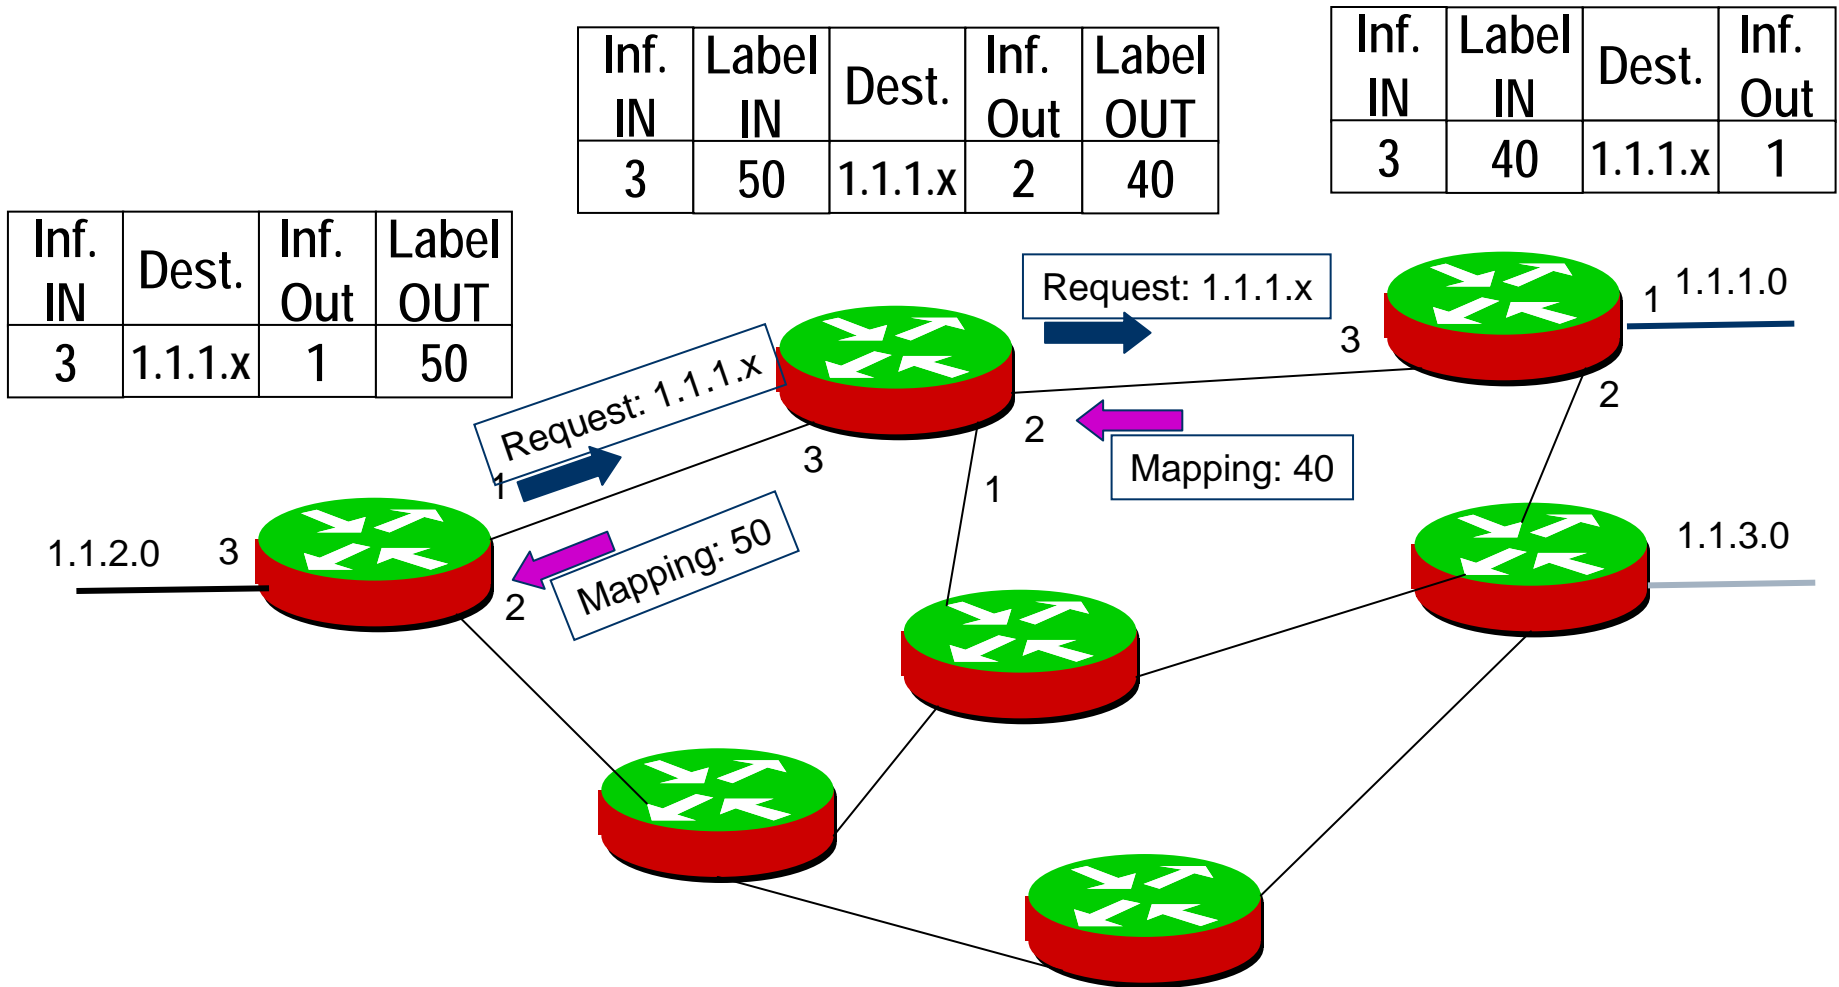 Inf. IN Label IN Dest. Inf. Out Label OUT
3 50 1.1.1.x 2 40
Inf. IN Label IN Dest. Inf. Out
3 40 1.1.1.x 1
Inf. IN Dest. Inf. Out Label OUT
3 1.1.1.x 1 50
Request: 1.1.1.x
1 1.1.1.0
3
2
Request: 1.1.1.x
2
3
1
Mapping: 40
1
1.1.2.0 3
Mapping: 50
2
1.1.3.0